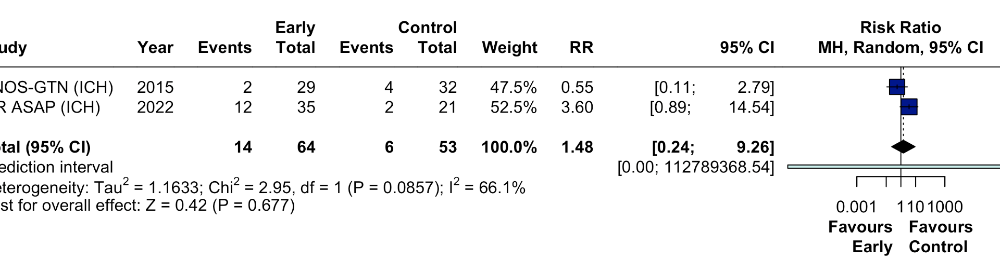 Early Control Risk Ratio
udy Year Events Total Events Total Weight RR 95% CI MH, Random, 95% CI
NOS-GTN (ICH) 2015 2 29 4 32 47.5% 0.55 [0.11; 2.79]
R ASAP (ICH) 2022 12 35 2 21 52.5% 3.60 [0.89; 14.54]
tal (95% CI) 14 64 6 53 100.0% 1.48 [0.24; 9.26]
ediction interval [0.00; 112789368.54]
eterogeneity: Tau² = 1.1633; Chi² = 2.95, df = 1 (P = 0.0857); I² = 66.1%
st for overall effect: Z = 0.42 (P = 0.677)
0.001 1 10 1000
Favours Favours
Early Control